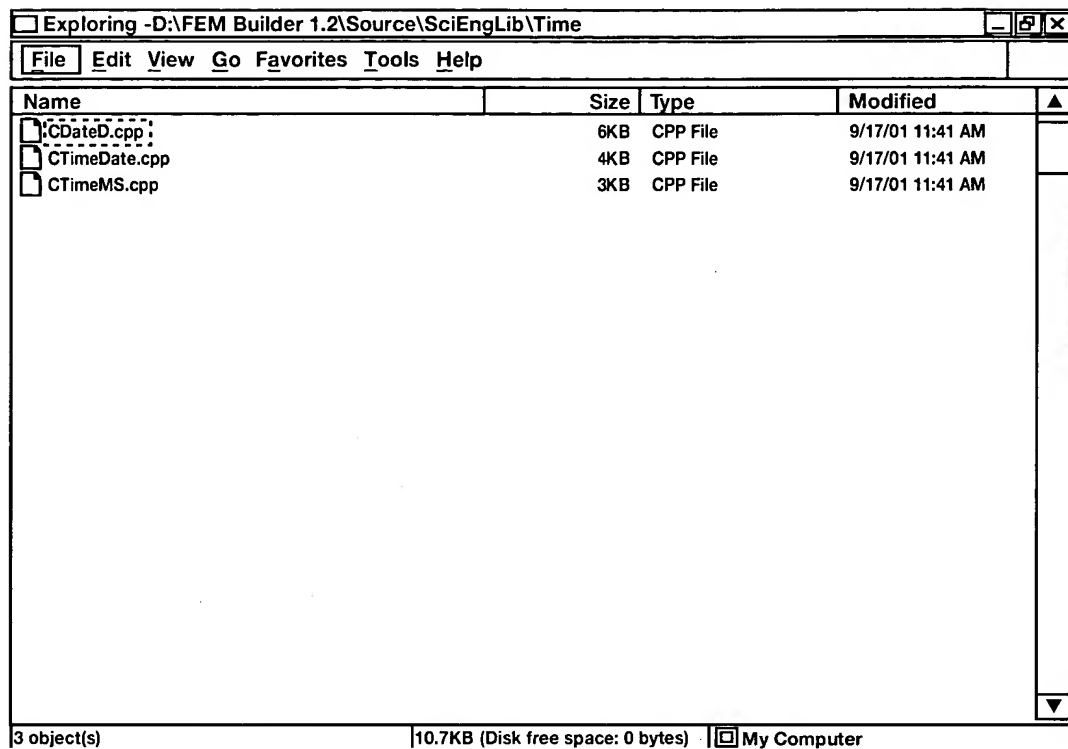 Exploring -D:\FEM Builder 1.2\Source\SciEngLib\Time
File Edit View Go Favorites Tools Help
Name Size Type Modified
CDateD.cpp 6KB CPP File 9/17/01 11:41 AM
CTimeDate.cpp 4KB CPP File 9/17/01 11:41 AM
CTimeMS.cpp 3KB CPP File 9/17/01 11:41 AM
3 object(s) 10.7KB (Disk free space: 0 bytes) My Computer